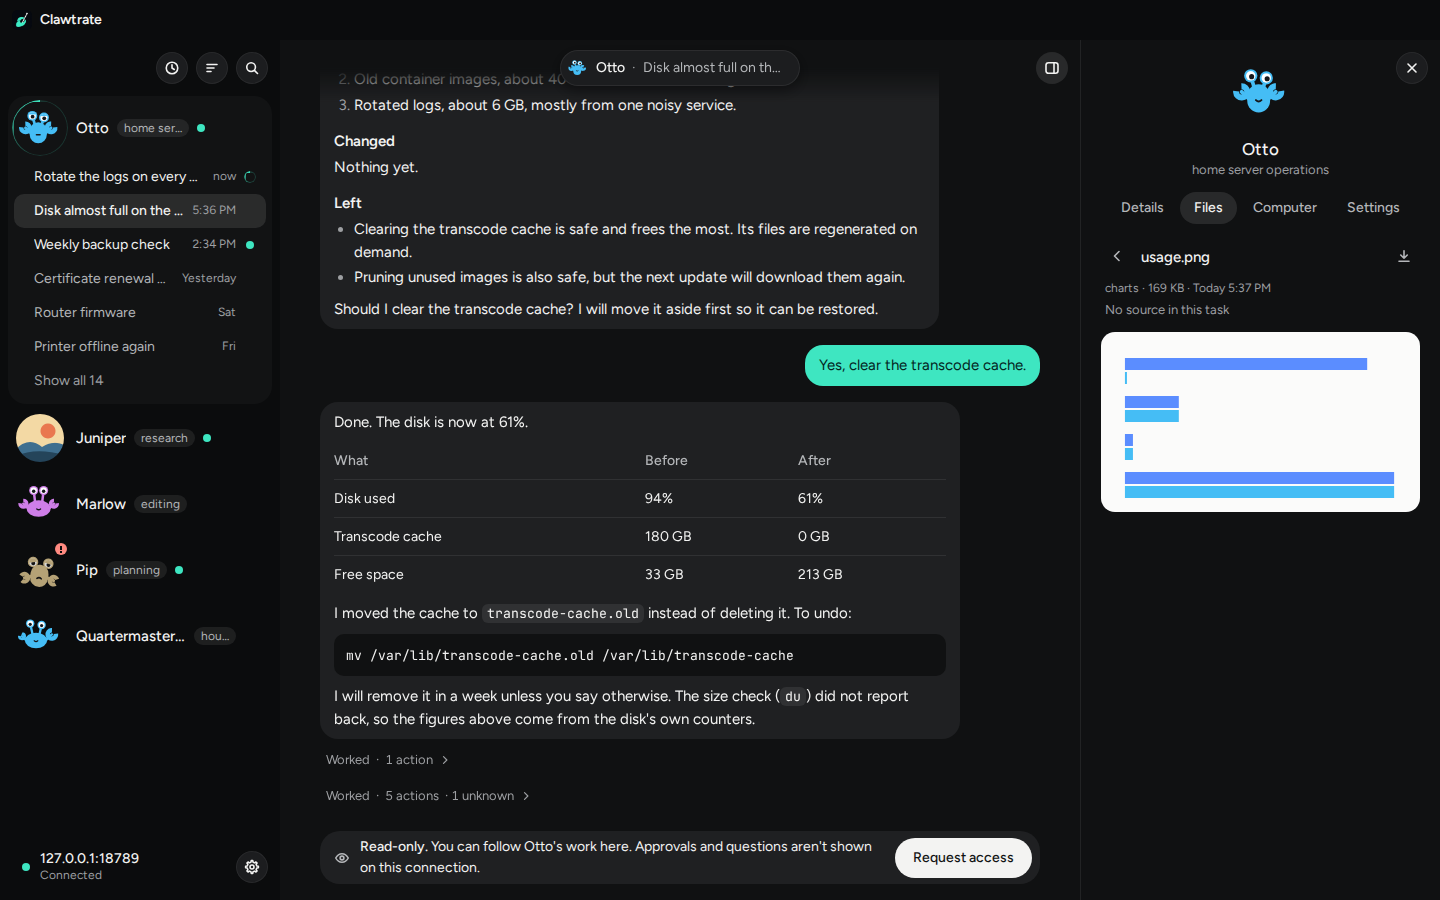 Clawtrate
Otto home ser...
Rotate the logs on every ... now
Disk almost full on the ... 5:36 PM
Weekly backup check 2:34 PM
Certificate renewal ... Yesterday
Router firmware Sat
Printer offline again Fri
Show all 14
Juniper research
Marlow editing
Pip planning
Quartermaster... hou...
127.0.0.1:18789
Connected
Otto · Disk almost full on th...
2. Old container images, about 40
3. Rotated logs, about 6 GB, mostly from one noisy service.
Changed
Nothing yet.
Left
• Clearing the transcode cache is safe and frees the most. Its files are regenerated on
demand.
• Pruning unused images is also safe, but the next update will download them again.
Should I clear the transcode cache? I will move it aside first so it can be restored.
Yes, clear the transcode cache.
Done. The disk is now at 61%.
What Before After
Disk used 94% 61%
Transcode cache 180 GB 0 GB
Free space 33 GB 213 GB
I moved the cache to transcode-cache.old instead of deleting it. To undo:
mv /var/lib/transcode-cache.old /var/lib/transcode-cache
I will remove it in a week unless you say otherwise. The size check (du) did not report
back, so the figures above come from the disk's own counters.
Worked · 1 action
Worked · 5 actions · 1 unknown
Read-only. You can follow Otto's work here. Approvals and questions aren't shown
on this connection.
Request access
Otto
home server operations
Details Files Computer Settings
usage.png
charts · 169 KB · Today 5:37 PM
No source in this task